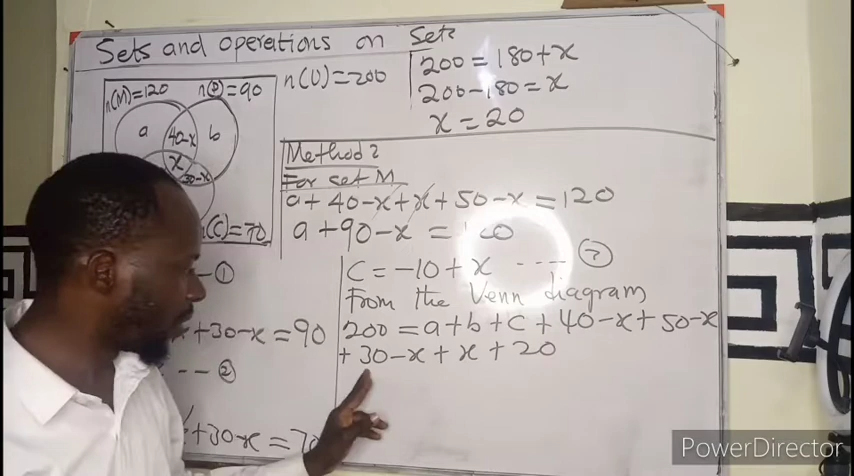 Sets and operations on Sets
n(M)=120 n(P)=90
n(U)=200
a 40-x b
x
30-x
n(C)=70
200=180+x
200-180=x
x=20
Method 2
For set M
a+40-x+x+50-x=120
a+90-x=120
--①
+30-x=90
--②
+30-x=70
C=-10+x ---- ③
From the Venn diagram
200=a+b+c+40-x+50-x
+30-x+x+20
PowerDirector